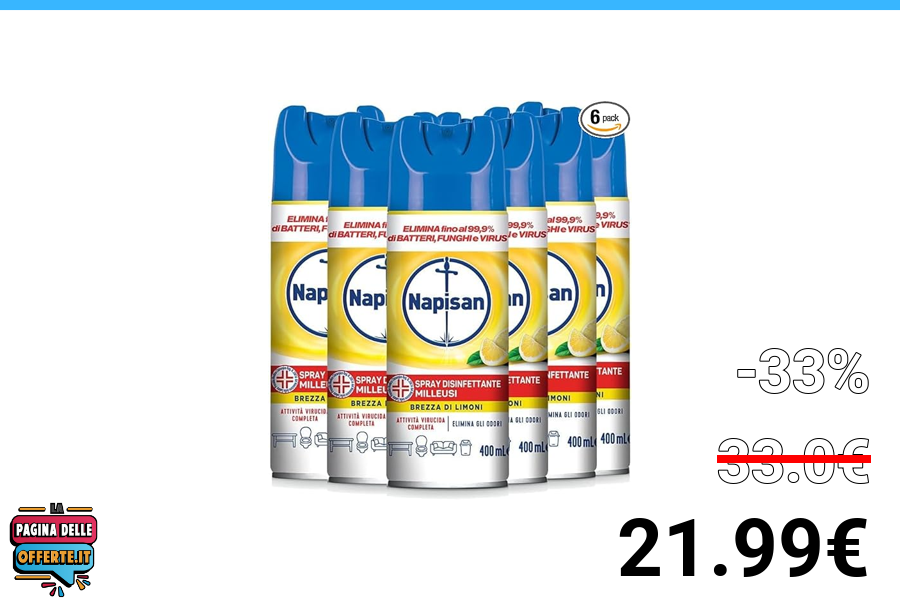 6 pack
ELIMINA fino al 99,9%
di BATTERI, FUNGHI e VIRUS
Napisan
SPRAY DISINFETTANTE
MILLEUSI
BREZZA DI LIMONI
ATTIVITÀ VIRUCIDA
COMPLETA
ELIMINA GLI ODORI
400 mL
-33%
33.0€
21.99€
LA
PAGINA DELLE
OFFERTE.IT